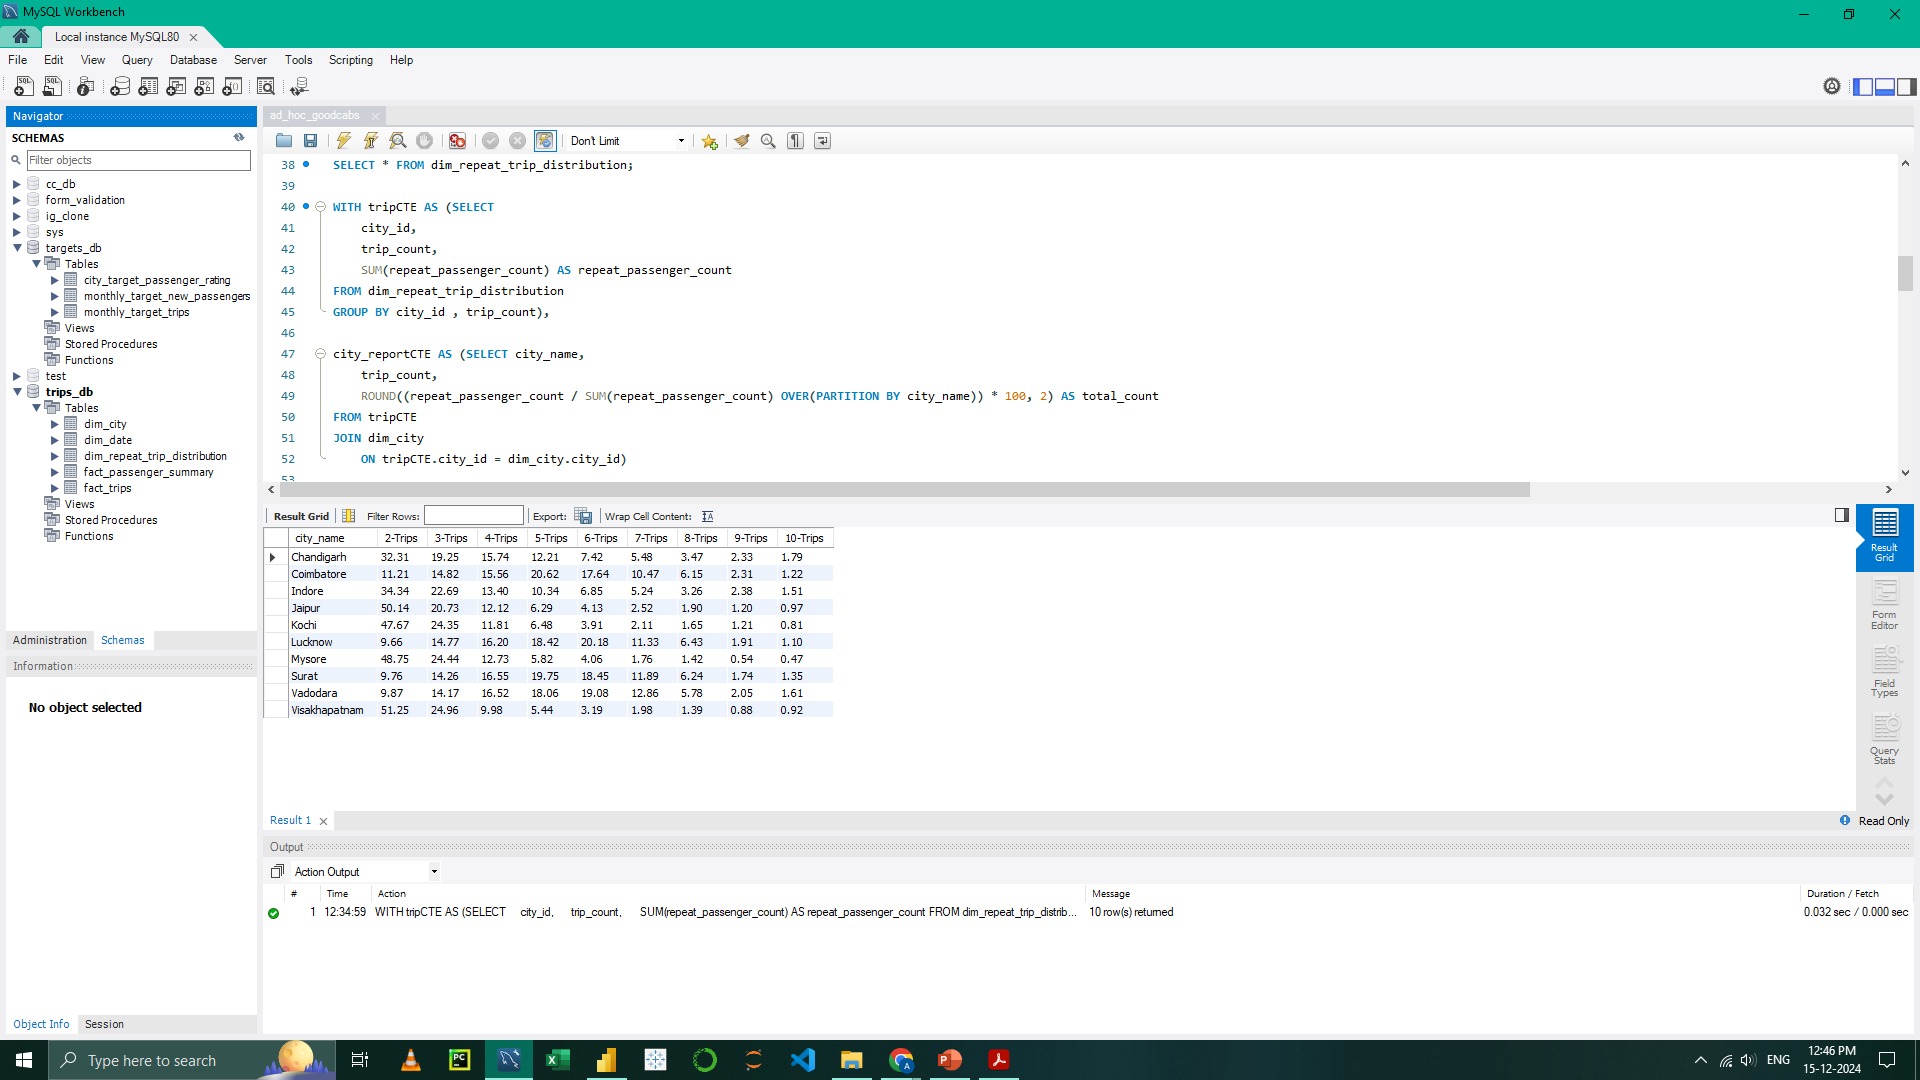 MySQL Workbench
Local instance MySQL80
File Edit View Query Database Server Tools Scripting Help
Navigator
SCHEMAS
Filter objects
cc_db
form_validation
ig_clone
sys
targets_db
Tables
city_target_passenger_rating
monthly_target_new_passengers
monthly_target_trips
Views
Stored Procedures
Functions
test
trips_db
Tables
dim_city
dim_date
dim_repeat_trip_distribution
fact_passenger_summary
fact_trips
Views
Stored Procedures
Functions
Administration Schemas
Information
No object selected
Object Info Session
ad_hoc_goodcabs
Don't Limit
38 SELECT * FROM dim_repeat_trip_distribution;
39
40 WITH tripCTE AS (SELECT
41 city_id,
42 trip_count,
43 SUM(repeat_passenger_count) AS repeat_passenger_count
44 FROM dim_repeat_trip_distribution
45 GROUP BY city_id , trip_count),
46
47 city_reportCTE AS (SELECT city_name,
48 trip_count,
49 ROUND((repeat_passenger_count / SUM(repeat_passenger_count) OVER(PARTITION BY city_name)) * 100, 2) AS total_count
50 FROM tripCTE
51 JOIN dim_city
52 ON tripCTE.city_id = dim_city.city_id)
53
Result Grid Filter Rows: Export: Wrap Cell Content:
city_name 2-Trips 3-Trips 4-Trips 5-Trips 6-Trips 7-Trips 8-Trips 9-Trips 10-Trips
Chandigarh 32.31 19.25 15.74 12.21 7.42 5.48 3.47 2.33 1.79
Coimbatore 11.21 14.82 15.56 20.62 17.64 10.47 6.15 2.31 1.22
Indore 34.34 22.69 13.40 10.34 6.85 5.24 3.26 2.38 1.51
Jaipur 50.14 20.73 12.12 6.29 4.13 2.52 1.90 1.20 0.97
Kochi 47.67 24.35 11.81 6.48 3.91 2.11 1.65 1.21 0.81
Lucknow 9.66 14.77 16.20 18.42 20.18 11.33 6.43 1.91 1.10
Mysore 48.75 24.44 12.73 5.82 4.06 1.76 1.42 0.54 0.47
Surat 9.76 14.26 16.55 19.75 18.45 11.89 6.24 1.74 1.35
Vadodara 9.87 14.17 16.52 18.06 19.08 12.86 5.78 2.05 1.61
Visakhapatnam 51.25 24.96 9.98 5.44 3.19 1.98 1.39 0.88 0.92
Result
Grid
Form
Editor
Field
Types
Query
Stats
Result 1
Read Only
Output
Action Output
# Time Action Message Duration / Fetch
1 12:34:59 WITH tripCTE AS (SELECT city_id, trip_count, SUM(repeat_passenger_count) AS repeat_passenger_count FROM dim_repeat_trip_distrib... 10 row(s) returned 0.032 sec / 0.000 sec
Type here to search
ENG
12:46 PM
15-12-2024